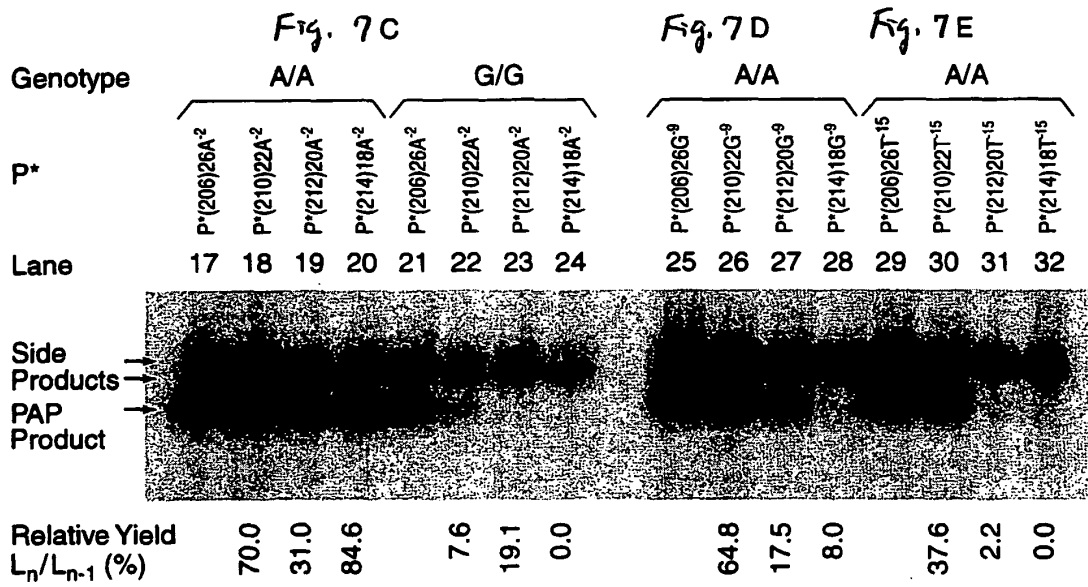 Fig. 7C Fig. 7D Fig. 7E
Genotype A/A G/G A/A A/A
P* P*(206)26A-2 P*(210)22A-2 P*(212)20A-2 P*(214)18A-2 P*(206)26A-2 P*(210)22A-2 P*(212)20A-2 P*(214)18A-2 P*(206)26G-9 P*(210)22G-9 P*(212)20G-9 P*(214)18G-9 P*(206)26T-15 P*(210)22T-15 P*(212)20T-15 P*(214)18T-15
Lane 17 18 19 20 21 22 23 24 25 26 27 28 29 30 31 32
Side
Products
PAP
Product
Relative Yield
Ln/Ln-1 (%) 70.0 31.0 84.6 7.6 19.1 0.0 64.8 17.5 8.0 37.6 2.2 0.0